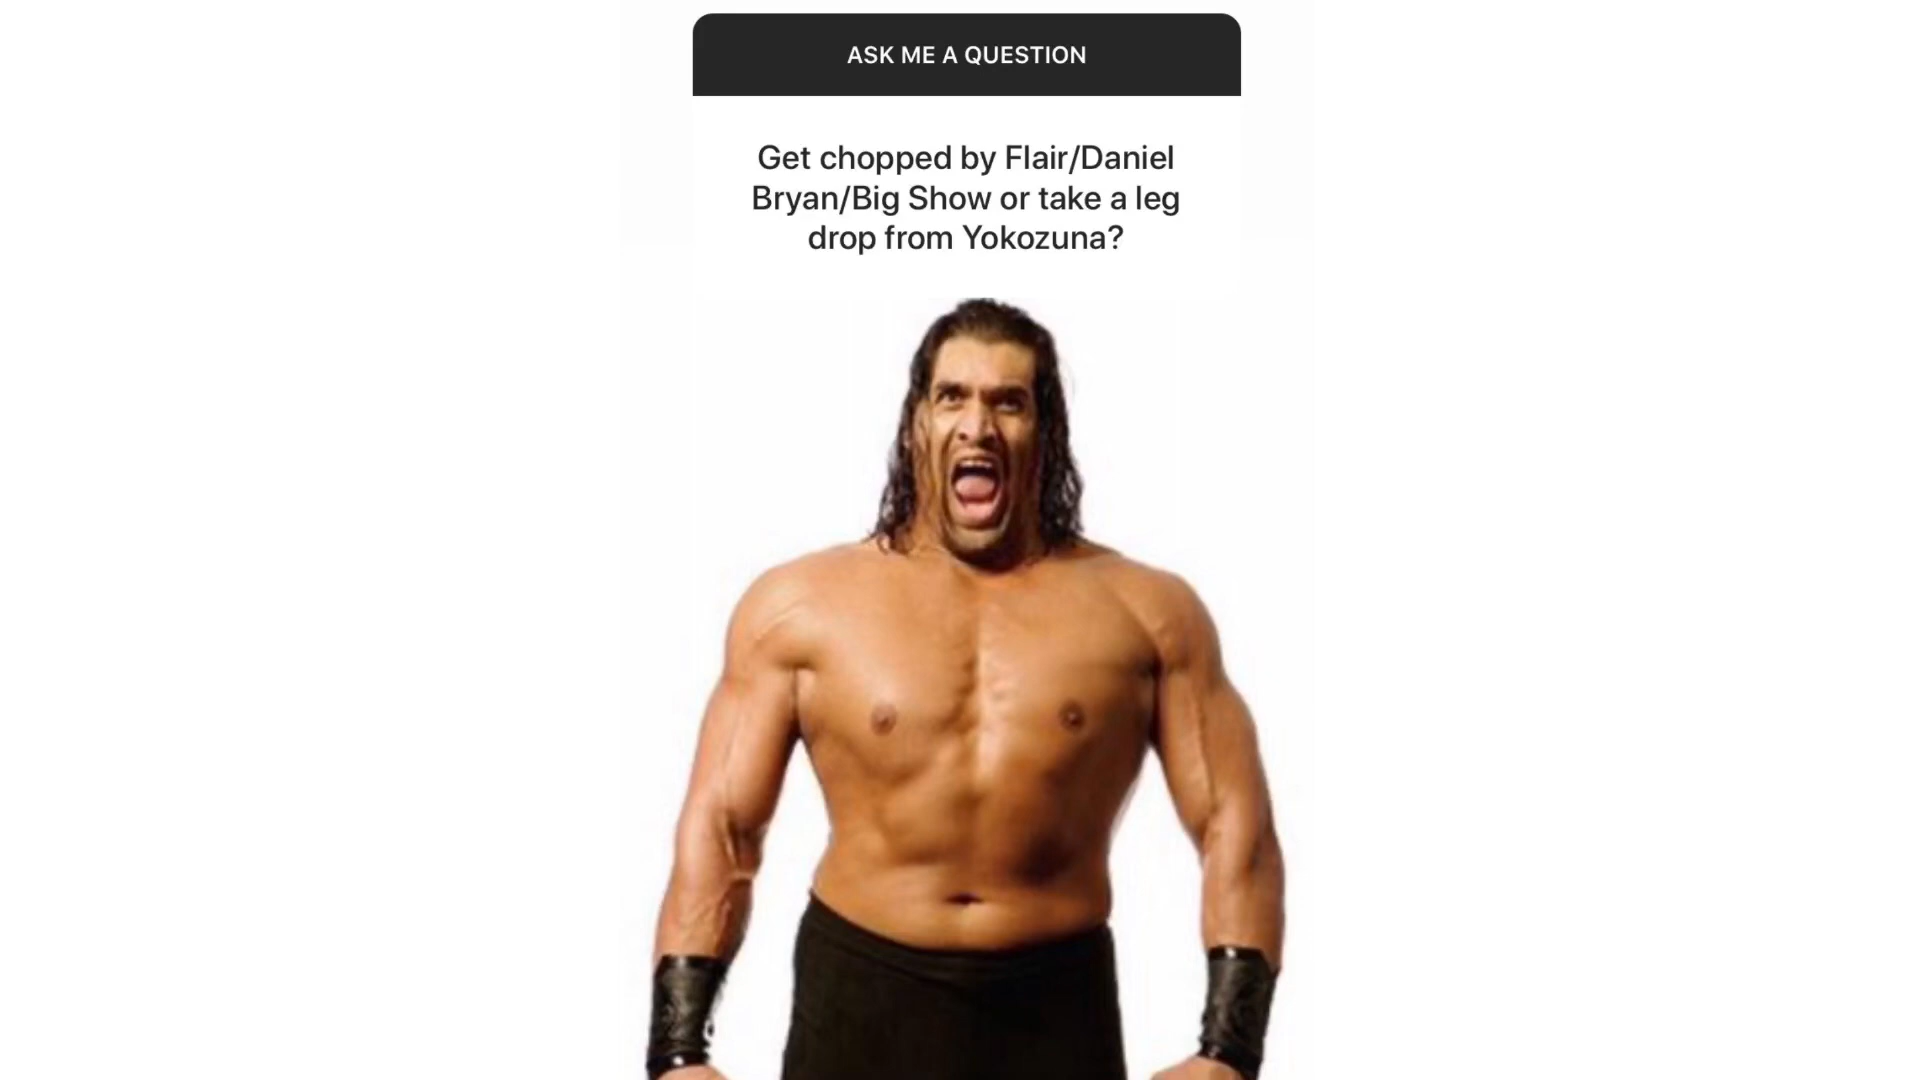 ASK ME A QUESTION
Get chopped by Flair/Daniel
Bryan/Big Show or take a leg
drop from Yokozuna?